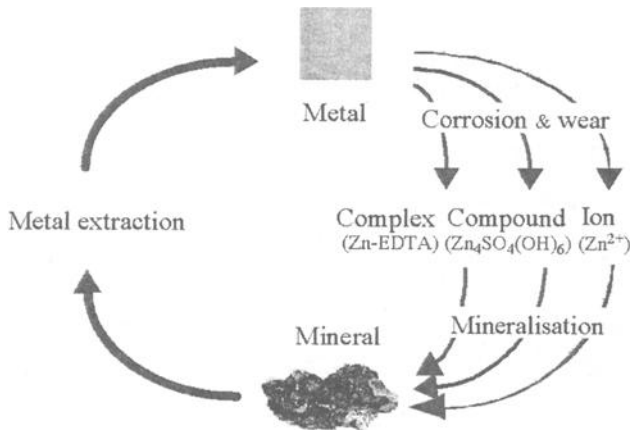 Metal
Corrosion & wear
Metal extraction
Complex Compound Ion
(Zn-EDTA) (Zn₄SO₄(OH)₆) (Zn²⁺)
Mineral
Mineralisation